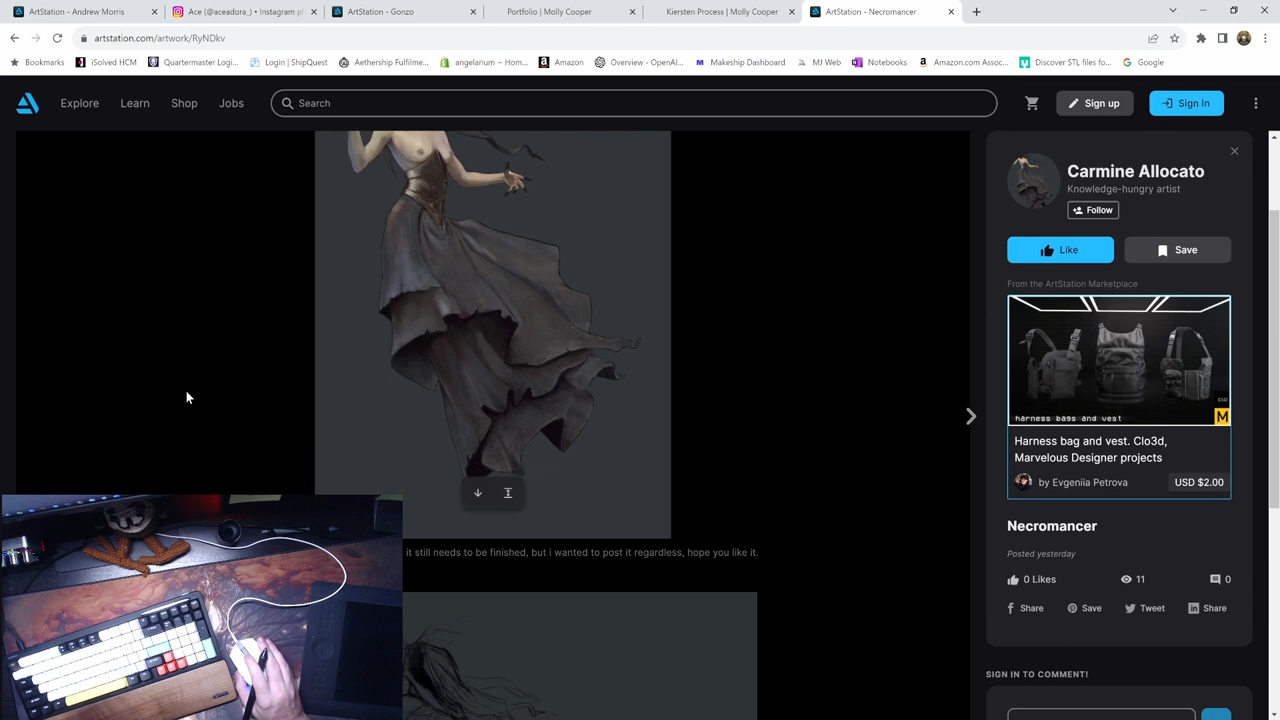 ArtStation - Andrew Morris
Ace (@aceadora_) • Instagram ph
ArtStation - Gonzo
Portfolio | Molly Cooper
Kiersten Process | Molly Cooper
ArtStation - Necromancer
artstation.com/artwork/RyNDkv
Bookmarks
iSolved HCM
Quartermaster Logi...
Login | ShipQuest
Aethership Fulfilme...
angelarium ~ Hom...
Amazon
Overview - OpenAI...
Makeship Dashboard
MJ Web
Notebooks
Amazon.com Assoc...
Discover STL files fo...
Google
Explore
Learn
Shop
Jobs
Search
Sign up
Sign In
Carmine Allocato
Knowledge-hungry artist
Follow
Like
Save
From the ArtStation Marketplace
harness bags and vest
M
Harness bag and vest. Clo3d,
Marvelous Designer projects
by Evgeniia Petrova
USD $2.00
Necromancer
Posted yesterday
0 Likes
11
0
Share
Save
Tweet
Share
it still needs to be finished, but i wanted to post it regardless, hope you like it.
SIGN IN TO COMMENT!